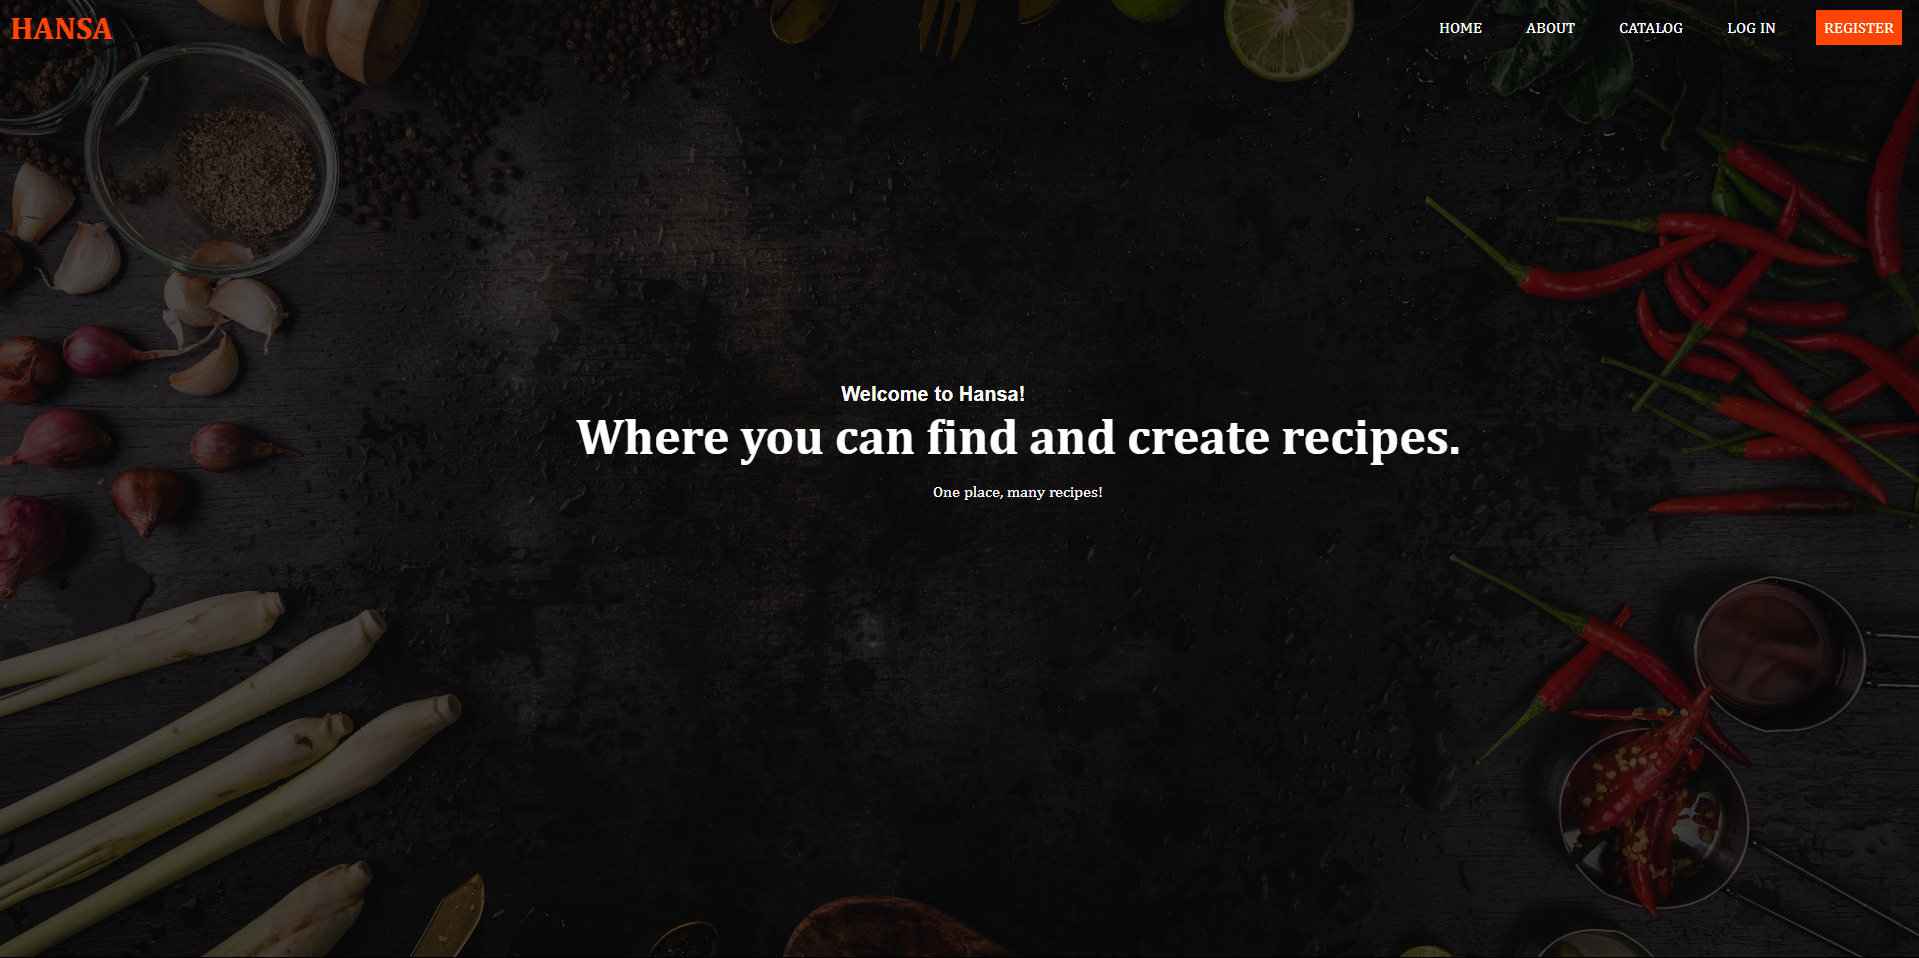 HANSA
HOME ABOUT CATALOG LOG IN REGISTER
Welcome to Hansa!
Where you can find and create recipes.
One place, many recipes!